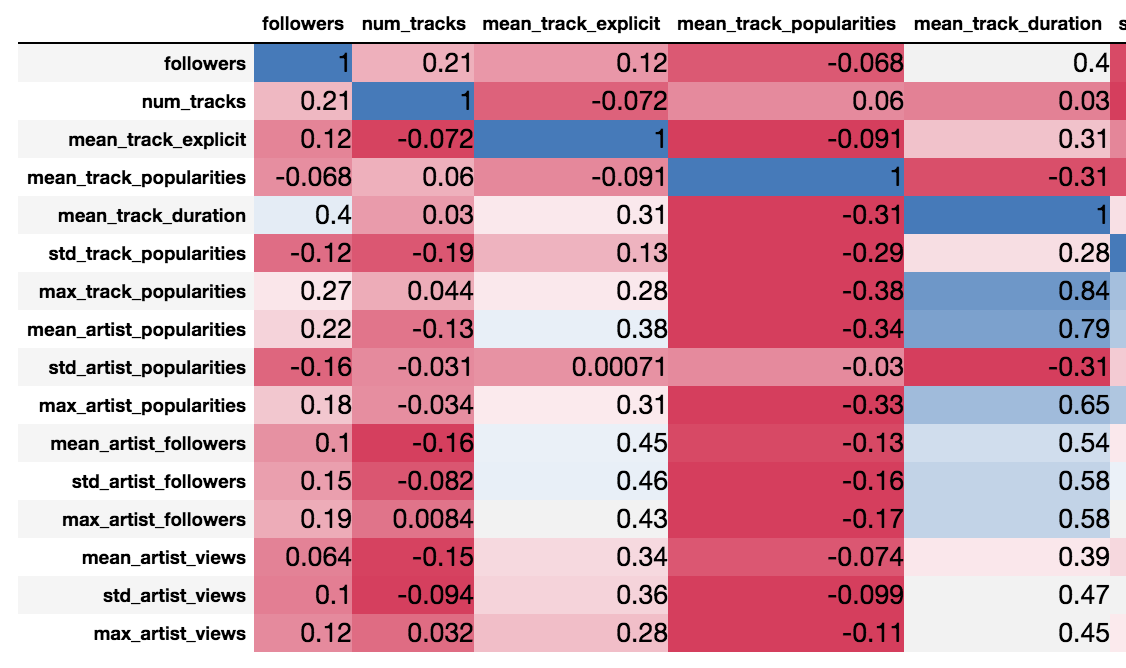 followers num_tracks mean_track_explicit mean_track_popularities mean_track_duration s
followers 1 0.21 0.12 -0.068 0.4
num_tracks 0.21 1 -0.072 0.06 0.03
mean_track_explicit 0.12 -0.072 1 -0.091 0.31
mean_track_popularities -0.068 0.06 -0.091 1 -0.31
mean_track_duration 0.4 0.03 0.31 -0.31 1
std_track_popularities -0.12 -0.19 0.13 -0.29 0.28
max_track_popularities 0.27 0.044 0.28 -0.38 0.84
mean_artist_popularities 0.22 -0.13 0.38 -0.34 0.79
std_artist_popularities -0.16 -0.031 0.00071 -0.03 -0.31
max_artist_popularities 0.18 -0.034 0.31 -0.33 0.65
mean_artist_followers 0.1 -0.16 0.45 -0.13 0.54
std_artist_followers 0.15 -0.082 0.46 -0.16 0.58
max_artist_followers 0.19 0.0084 0.43 -0.17 0.58
mean_artist_views 0.064 -0.15 0.34 -0.074 0.39
std_artist_views 0.1 -0.094 0.36 -0.099 0.47
max_artist_views 0.12 0.032 0.28 -0.11 0.45